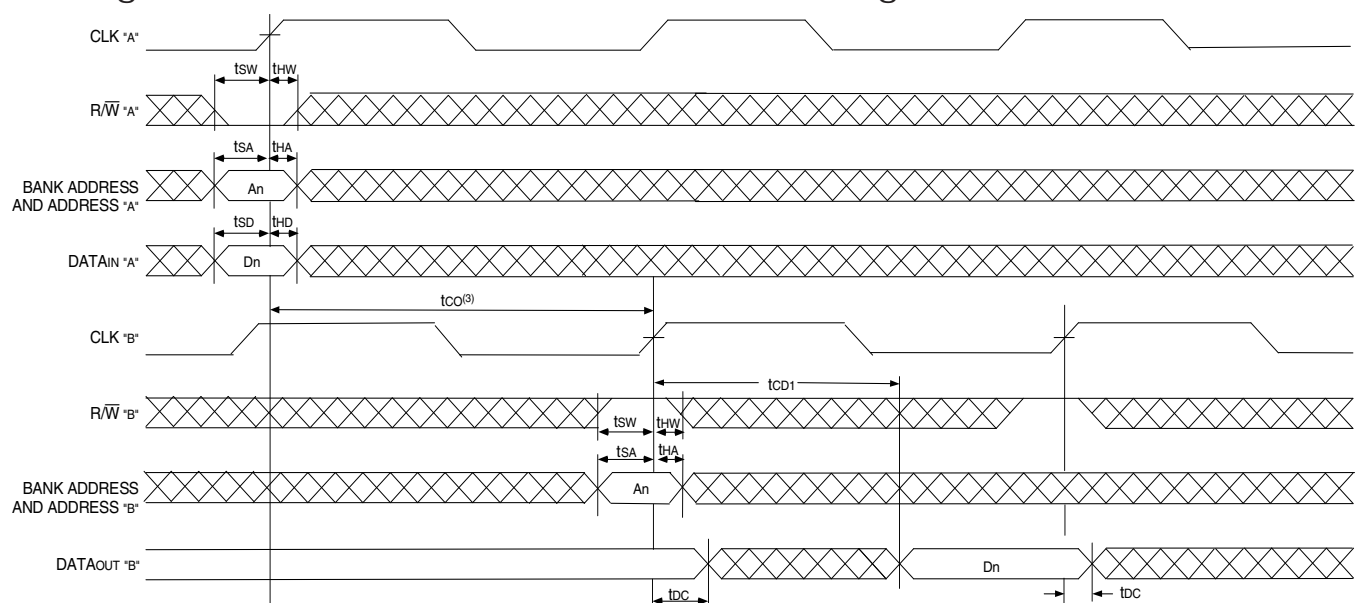 CLK "A"
tSW tHW
R/W̅ "A"
tSA tHA
BANK ADDRESS
AND ADDRESS "A"
An
tSD tHD
DATAIN "A"
Dn
tCO(3)
CLK "B"
tCD1
R/W̅ "B"
tSW tHW
tSA tHA
BANK ADDRESS
AND ADDRESS "B"
An
DATAOUT "B"
Dn
tDC tDC